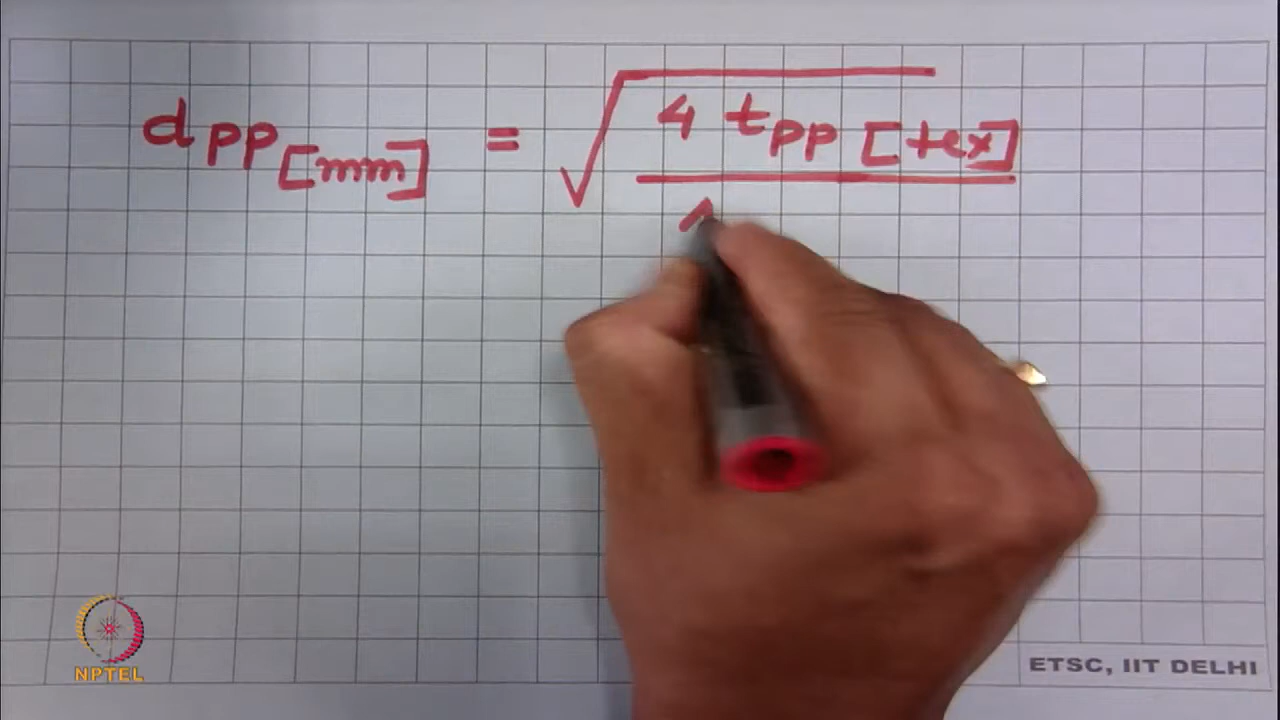 dpp[mm] = √ 4 tpp [tex]
NPTEL
ETSC, IIT DELHI